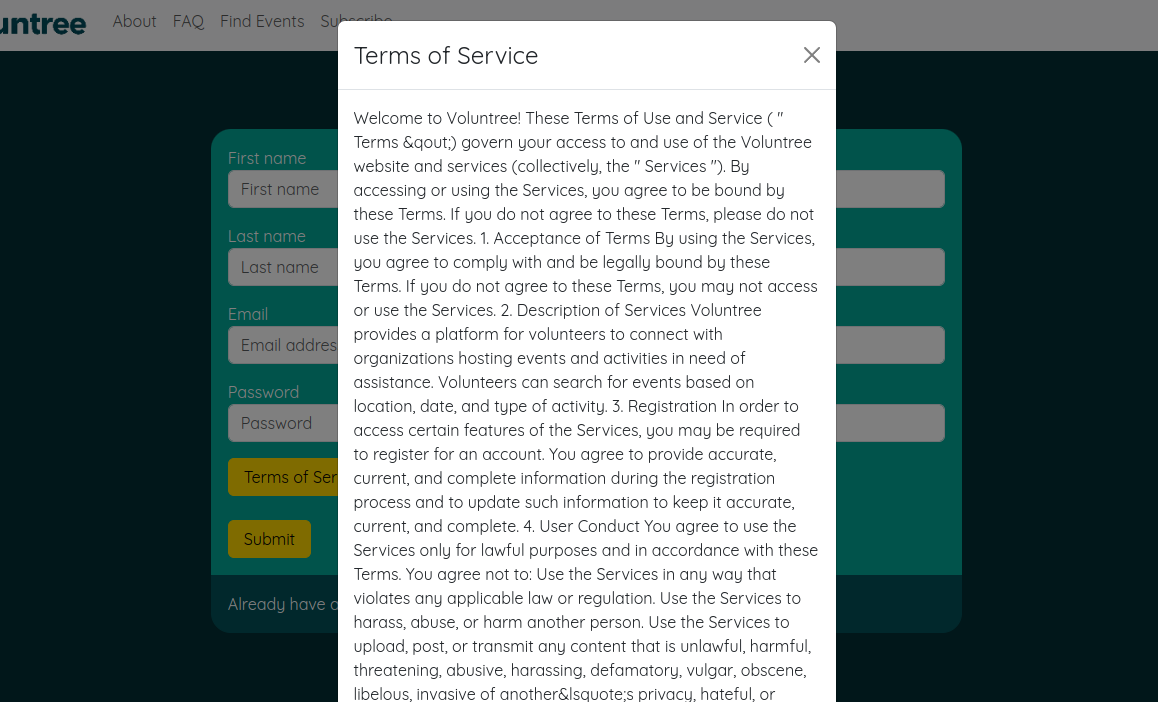 untree
About FAQ Find Events Subscribe
Terms of Service
Welcome to Voluntree! These Terms of Use and Service ( "
Terms &qout;) govern your access to and use of the Voluntree
website and services (collectively, the " Services "). By
accessing or using the Services, you agree to be bound by
these Terms. If you do not agree to these Terms, please do not
use the Services. 1. Acceptance of Terms By using the Services,
you agree to comply with and be legally bound by these
Terms. If you do not agree to these Terms, you may not access
or use the Services. 2. Description of Services Voluntree
provides a platform for volunteers to connect with
organizations hosting events and activities in need of
assistance. Volunteers can search for events based on
location, date, and type of activity. 3. Registration In order to
access certain features of the Services, you may be required
to register for an account. You agree to provide accurate,
current, and complete information during the registration
process and to update such information to keep it accurate,
current, and complete. 4. User Conduct You agree to use the
Services only for lawful purposes and in accordance with these
Terms. You agree not to: Use the Services in any way that
violates any applicable law or regulation. Use the Services to
harass, abuse, or harm another person. Use the Services to
upload, post, or transmit any content that is unlawful, harmful,
threatening, abusive, harassing, defamatory, vulgar, obscene,
libelous, invasive of another&lsquote;s privacy, hateful, or
First name
First name
Last name
Last name
Email
Email addres
Password
Password
Terms of Ser
Submit
Already have